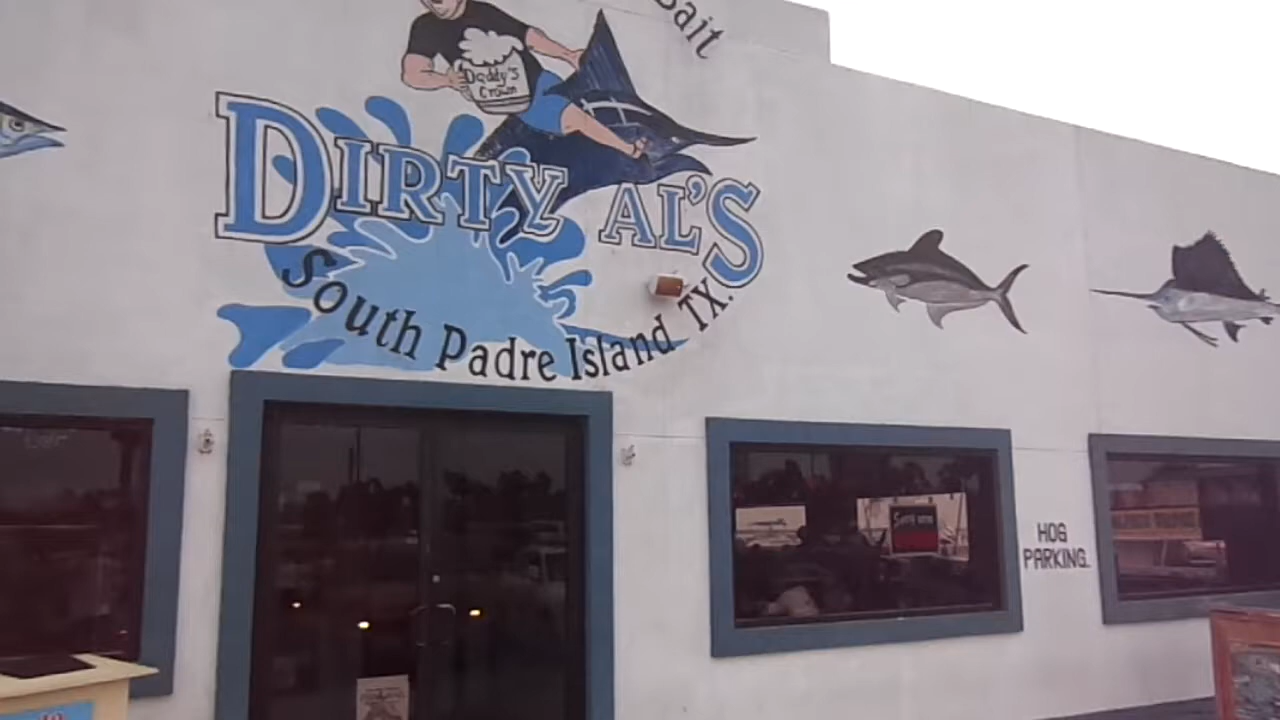 Bait
Daddy's
Crown
DIRTY AL'S
South Padre Island TX.
HOG
PARKING